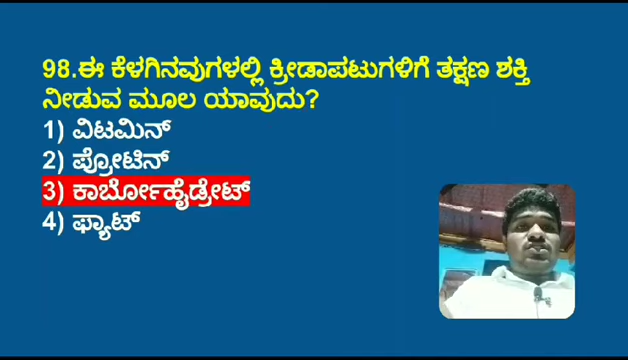 98.ಈ ಕೆಳಗಿನವುಗಳಲ್ಲಿ ಕ್ರೀಡಾಪಟುಗಳಿಗೆ ತಕ್ಷಣ ಶಕ್ತಿ
ನೀಡುವ ಮೂಲ ಯಾವುದು?
1) ವಿಟಮಿನ್
2) ಪ್ರೋಟಿನ್
3) ಕಾರ್ಬೋಹೈಡ್ರೇಟ್
4) ಫ್ಯಾಟ್